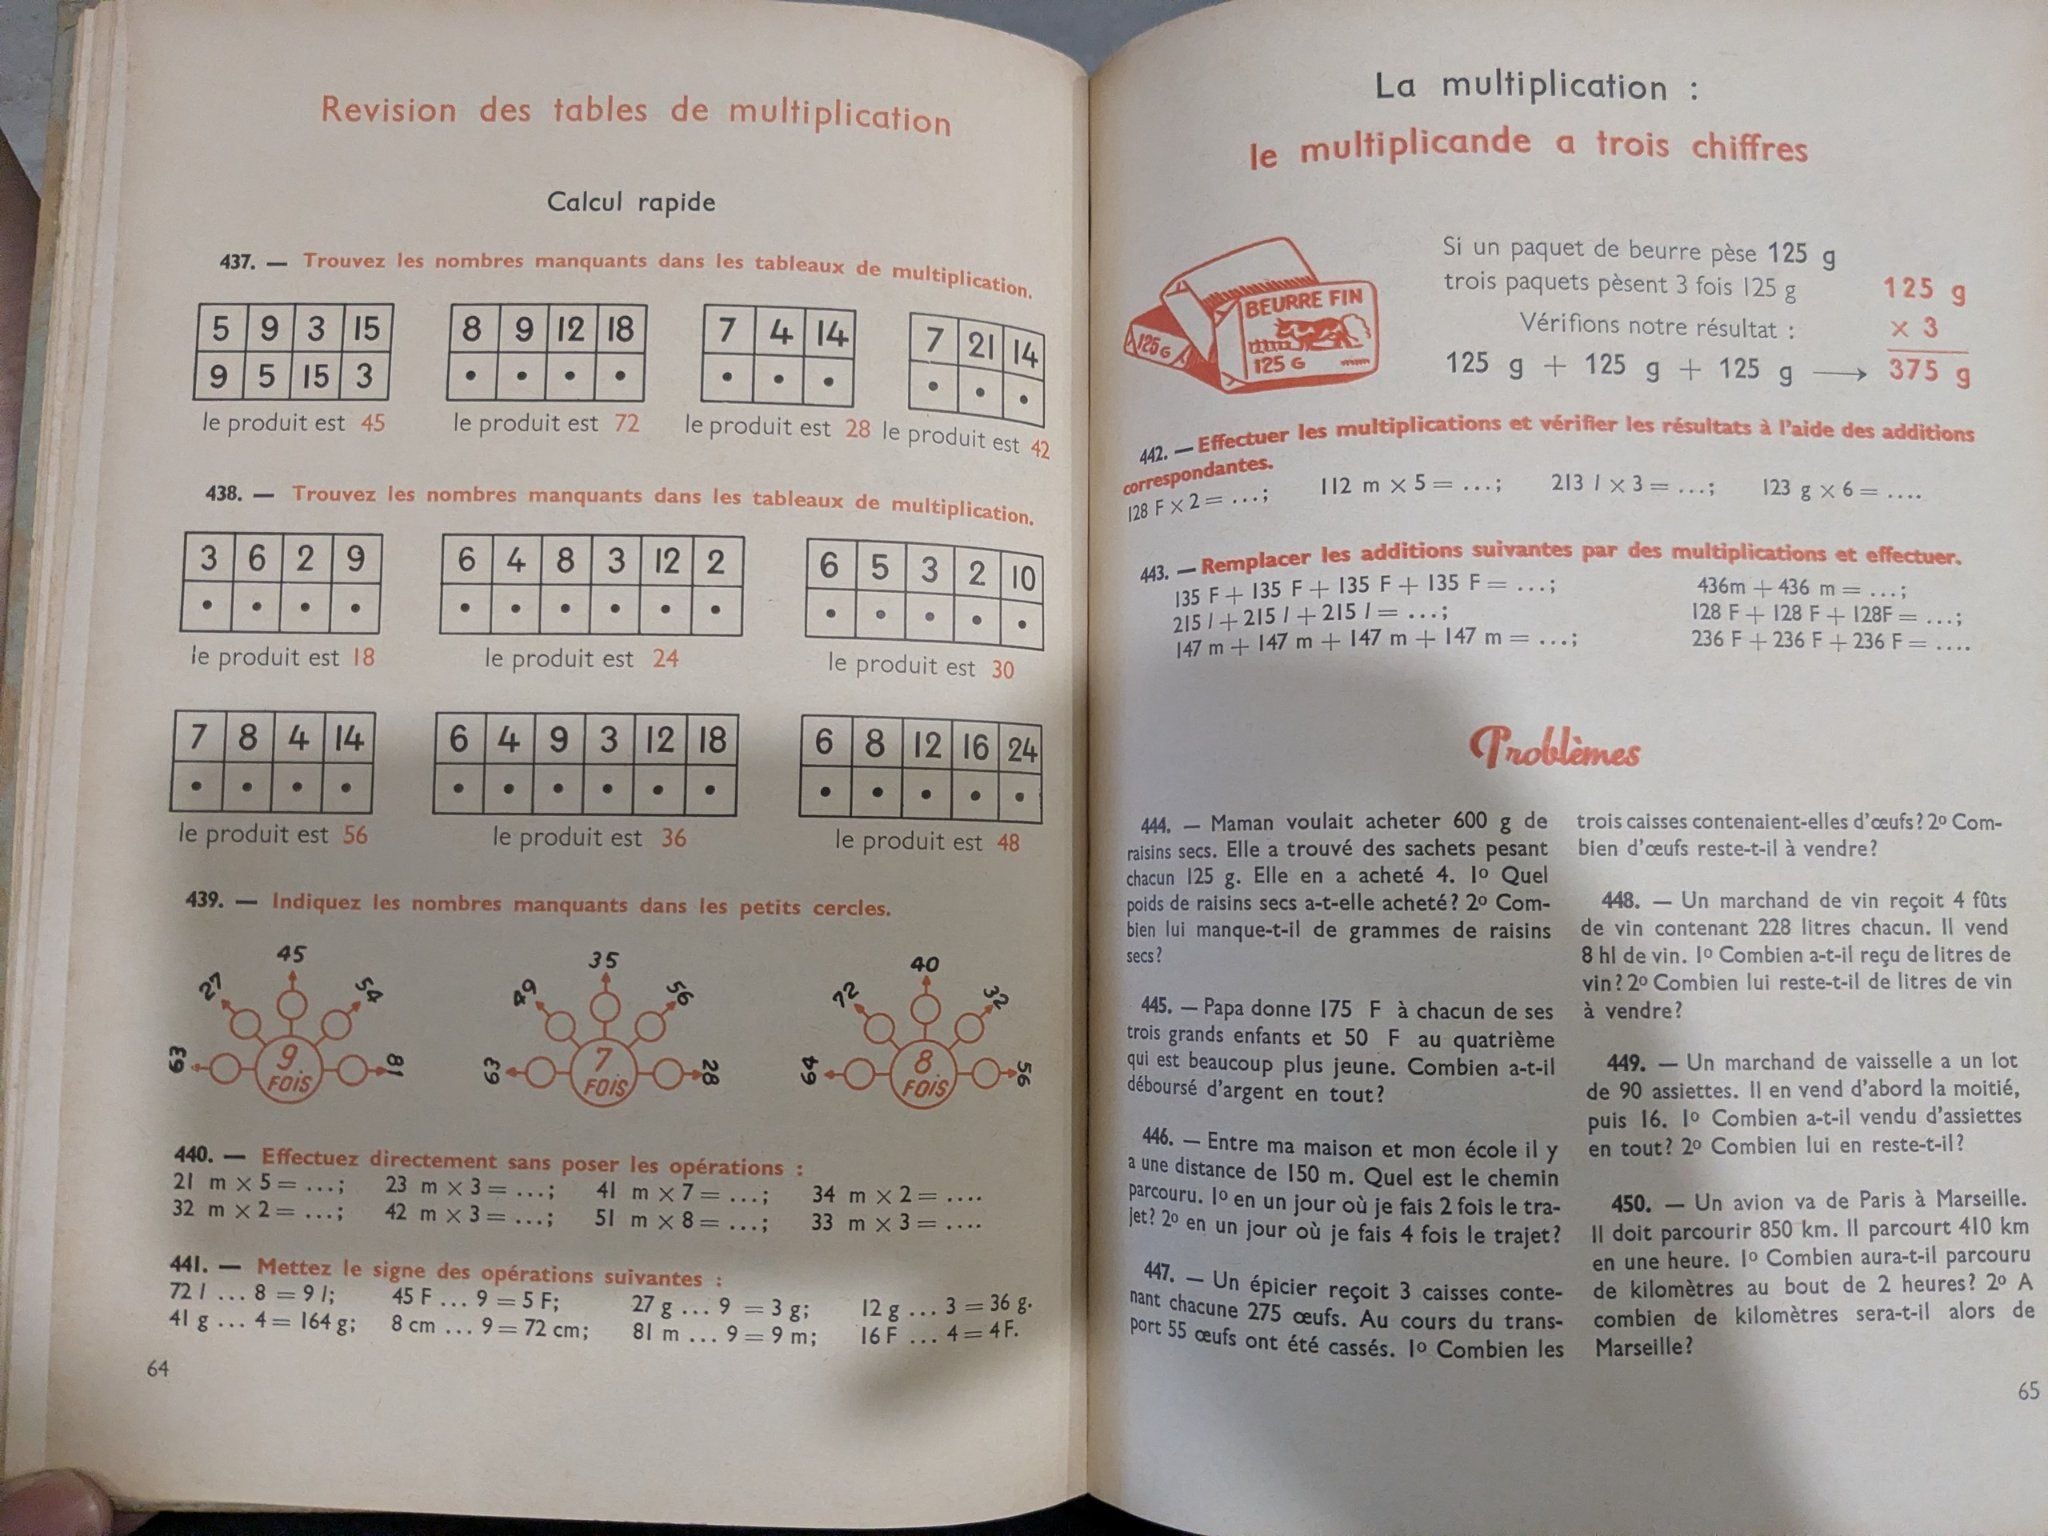 Revision des tables de multiplication
Calcul rapide
437. — Trouvez les nombres manquants dans les tableaux de multiplication.
5 9 3 15
9 5 15 3
le produit est 45
8 9 12 18
• • • •
le produit est 72
7 4 14
• • •
le produit est 28
7 21 14
• • •
le produit est 42
438. — Trouvez les nombres manquants dans les tableaux de multiplication.
3 6 2 9
• • • •
le produit est 18
6 4 8 3 12 2
• • • • • •
le produit est 24
6 5 3 2 10
• • • • •
le produit est 30
7 8 4 14
• • • •
le produit est 56
6 4 9 3 12 18
• • • • • •
le produit est 36
6 8 12 16 24
• • • • •
le produit est 48
439. — Indiquez les nombres manquants dans les petits cercles.
63 27 45 54 81
9 FOIS
63 49 35 56 28
7 FOIS
64 72 40 32 56
8 FOIS
440. — Effectuez directement sans poser les opérations :
21 m × 5 = ...; 23 m × 3 = ...; 41 m × 7 = ...; 34 m × 2 = ....
32 m × 2 = ...; 42 m × 3 = ...; 51 m × 8 = ...; 33 m × 3 = ....
441. — Mettez le signe des opérations suivantes :
72 l ... 8 = 9 l; 45 F ... 9 = 5 F; 27 g ... 9 = 3 g; 12 g ... 3 = 36 g.
41 g ... 4 = 164 g; 8 cm ... 9 = 72 cm; 81 m ... 9 = 9 m; 16 F ... 4 = 4 F.
64
La multiplication :
le multiplicande a trois chiffres
BEURRE FIN
125 G
125 G
Si un paquet de beurre pèse 125 g
trois paquets pèsent 3 fois 125 g
Vérifions notre résultat :
125 g + 125 g + 125 g ⟶
125 g
× 3
375 g
442. — Effectuer les multiplications et vérifier les résultats à l'aide des additions
correspondantes.
128 F × 2 = ...; 112 m × 5 = ...; 213 l × 3 = ...; 123 g × 6 = ....
443. — Remplacer les additions suivantes par des multiplications et effectuer.
135 F + 135 F + 135 F + 135 F = ...; 436m + 436 m = ...;
215 l + 215 l + 215 l = ...; 128 F + 128 F + 128F = ...;
147 m + 147 m + 147 m + 147 m = ...; 236 F + 236 F + 236 F = ....
Problèmes
444. — Maman voulait acheter 600 g de
raisins secs. Elle a trouvé des sachets pesant
chacun 125 g. Elle en a acheté 4. 1º Quel
poids de raisins secs a-t-elle acheté? 2º Com-
bien lui manque-t-il de grammes de raisins
secs?
445. — Papa donne 175 F à chacun de ses
trois grands enfants et 50 F au quatrième
qui est beaucoup plus jeune. Combien a-t-il
déboursé d'argent en tout?
446. — Entre ma maison et mon école il y
a une distance de 150 m. Quel est le chemin
parcouru. 1º en un jour où je fais 2 fois le tra-
jet? 2º en un jour où je fais 4 fois le trajet?
447. — Un épicier reçoit 3 caisses conte-
nant chacune 275 œufs. Au cours du trans-
port 55 œufs ont été cassés. 1º Combien les
trois caisses contenaient-elles d'œufs? 2º Com-
bien d'œufs reste-t-il à vendre?
448. — Un marchand de vin reçoit 4 fûts
de vin contenant 228 litres chacun. Il vend
8 hl de vin. 1º Combien a-t-il reçu de litres de
vin? 2º Combien lui reste-t-il de litres de vin
à vendre?
449. — Un marchand de vaisselle a un lot
de 90 assiettes. Il en vend d'abord la moitié,
puis 16. 1º Combien a-t-il vendu d'assiettes
en tout? 2º Combien lui en reste-t-il?
450. — Un avion va de Paris à Marseille.
Il doit parcourir 850 km. Il parcourt 410 km
en une heure. 1º Combien aura-t-il parcouru
de kilomètres au bout de 2 heures? 2º A
combien de kilomètres sera-t-il alors de
Marseille?
65